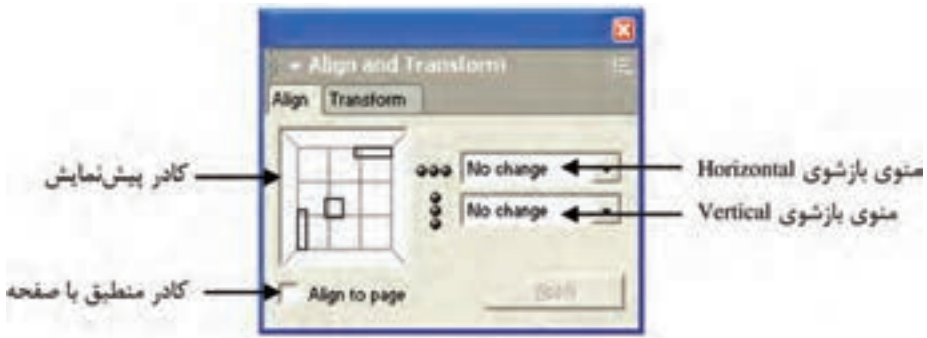 Align and Transform
Align Transform
کادر پیش‌نمایش
No change
منوی بازشوی Horizontal
No change
منوی بازشوی Vertical
کادر منطبق با صفحه
Align to page